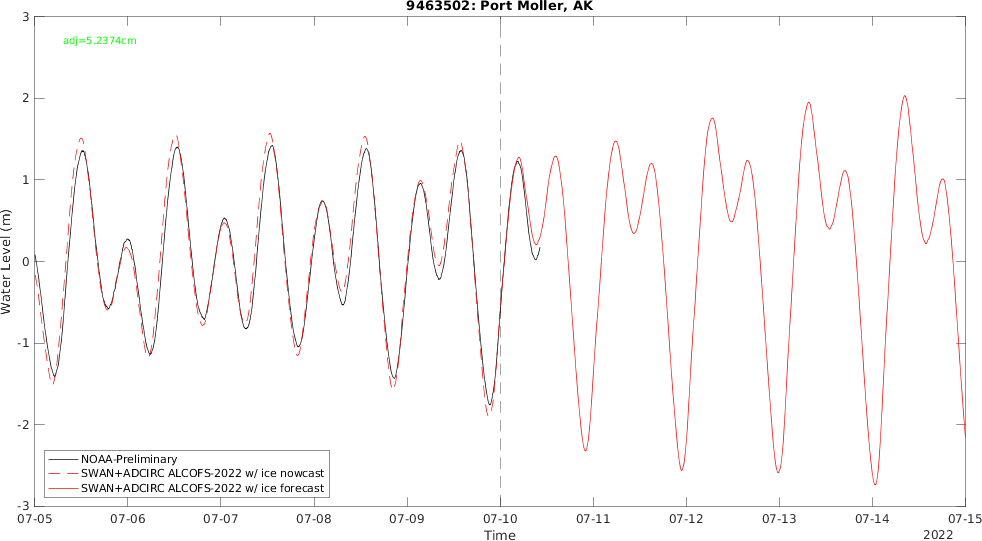 9463502: Port Moller, AK
adj=5.2374cm
3
2
1
0
-1
-2
-3
Water Level (m)
NOAA-Preliminary
SWAN+ADCIRC ALCOFS-2022 w/ ice nowcast
SWAN+ADCIRC ALCOFS-2022 w/ ice forecast
07-05 07-06 07-07 07-08 07-09 07-10 07-11 07-12 07-13 07-14 07-15
Time
2022